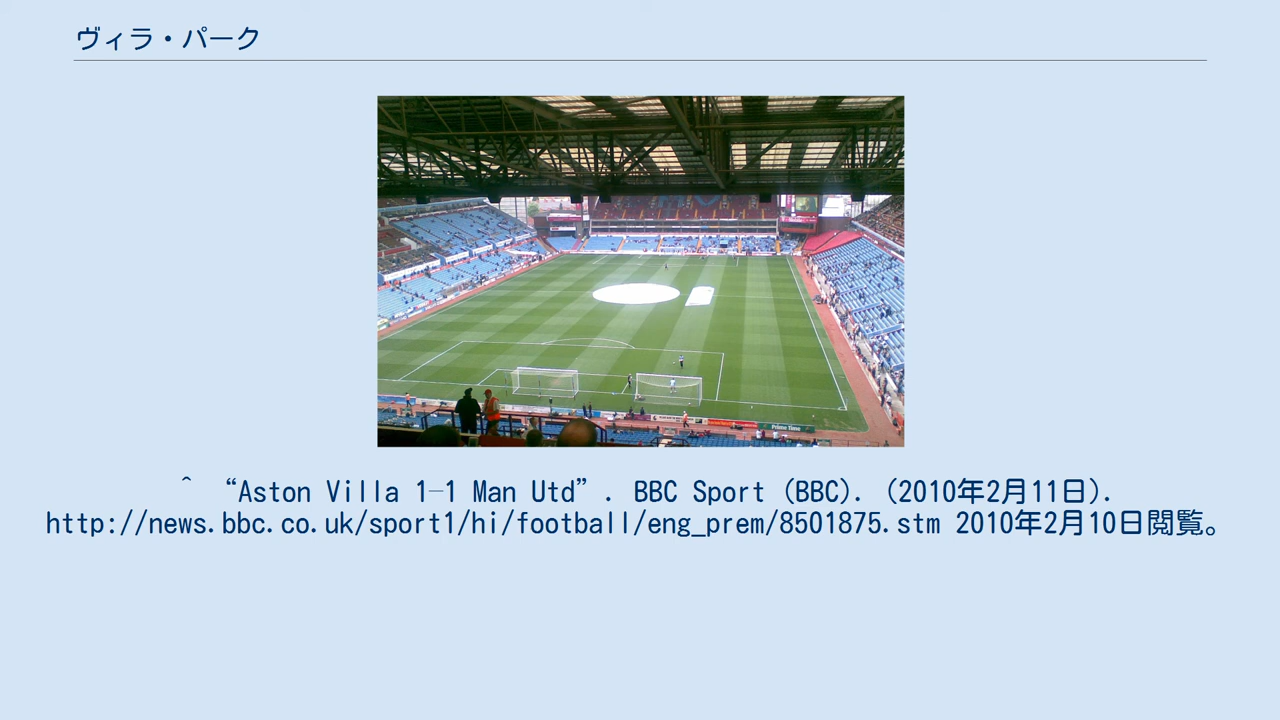 ヴィラ・パーク
Prime Time
^ “Aston Villa 1–1 Man Utd”. BBC Sport (BBC). (2010年2月11日).
http://news.bbc.co.uk/sport1/hi/football/eng_prem/8501875.stm 2010年2月10日閲覧。